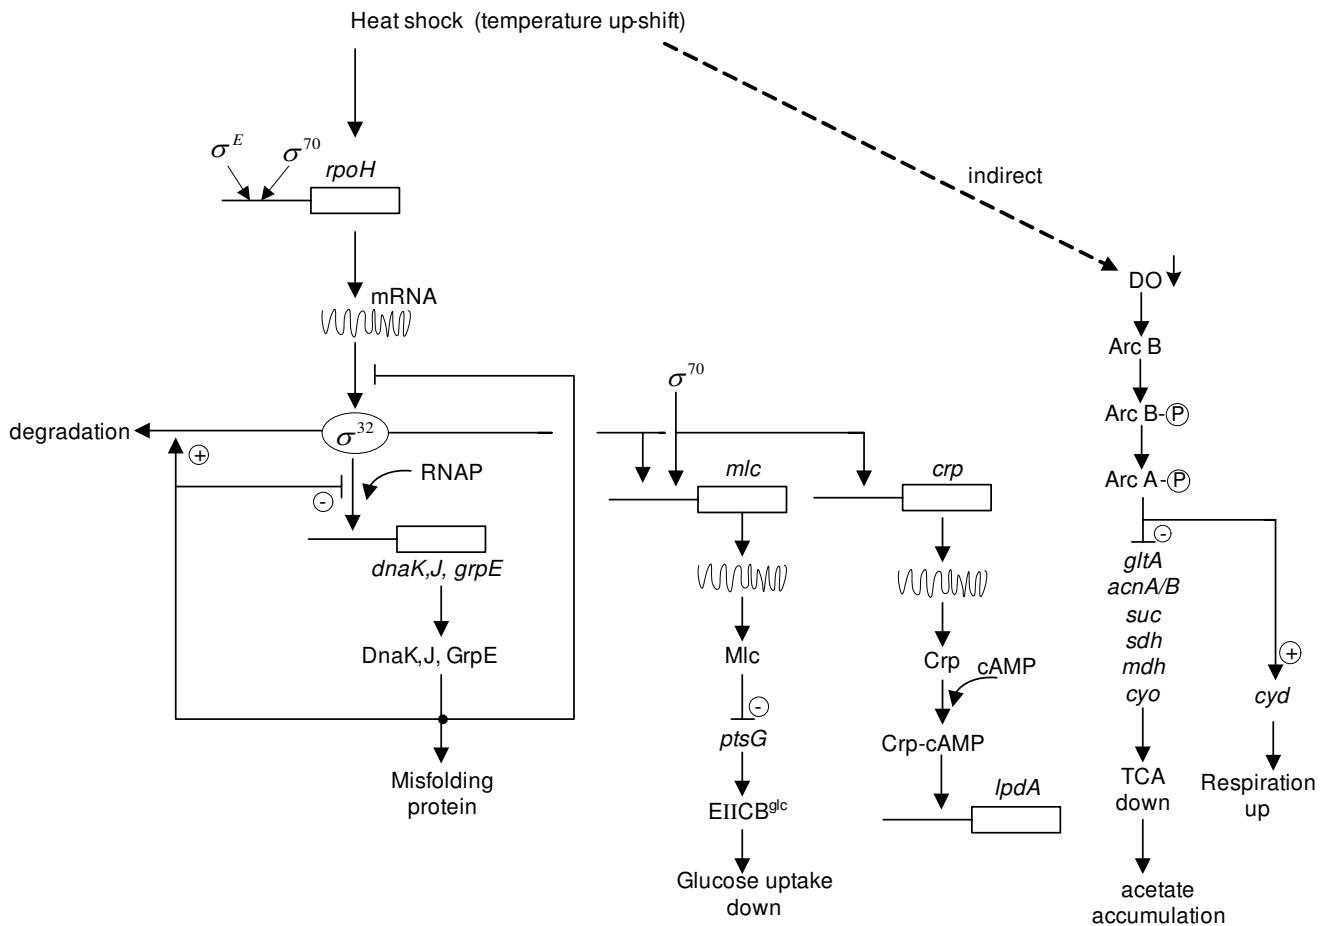 Heat shock (temperature up-shift)
σᴱ
σ⁷⁰
rpoH
indirect
DO
mRNA
Arc B
σ⁷⁰
Arc B-Ⓟ
degradation
σ³²
+
RNAP
-
mlc
crp
Arc A-Ⓟ
-
dnaK,J, grpE
gltA
acnA/B
suc
sdh
mdh
cyo
+
cyd
DnaK,J, GrpE
Mlc
Crp
cAMP
-
ptsG
Crp-cAMP
Misfolding
protein
EIICBᵍˡᶜ
lpdA
TCA
down
Respiration
up
Glucose uptake
down
acetate
accumulation